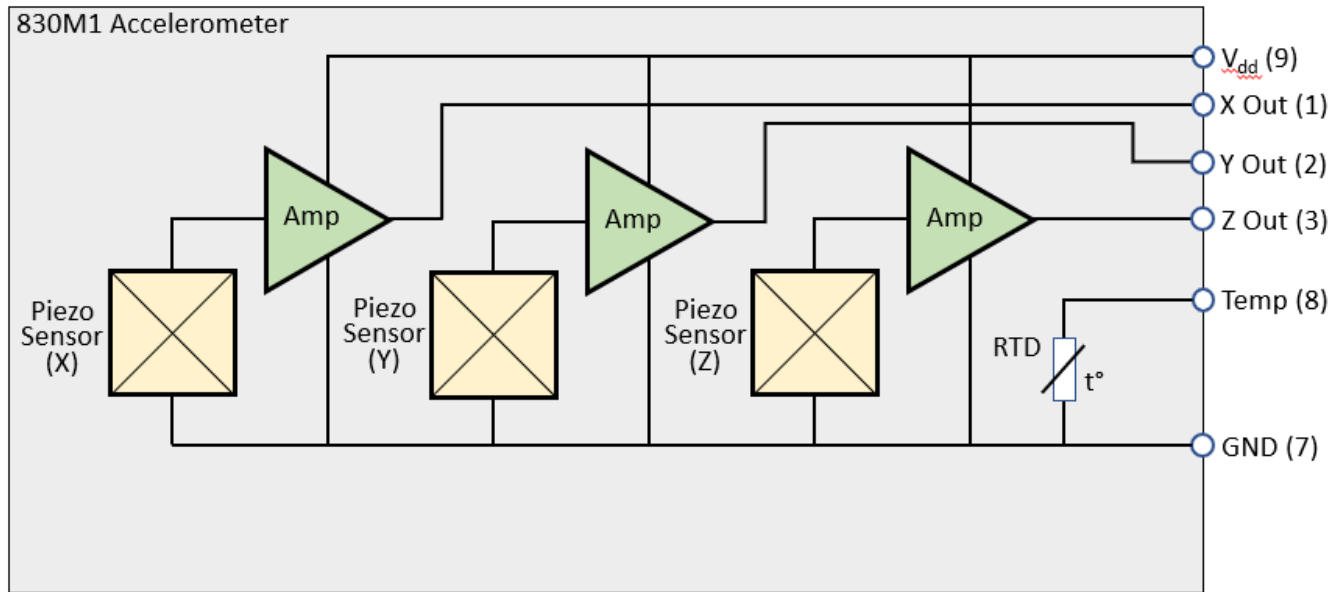 830M1 Accelerometer
Vdd (9)
X Out (1)
Y Out (2)
Z Out (3)
Temp (8)
GND (7)
Amp
Amp
Amp
Piezo
Sensor
(X)
Piezo
Sensor
(Y)
Piezo
Sensor
(Z)
RTD
t°